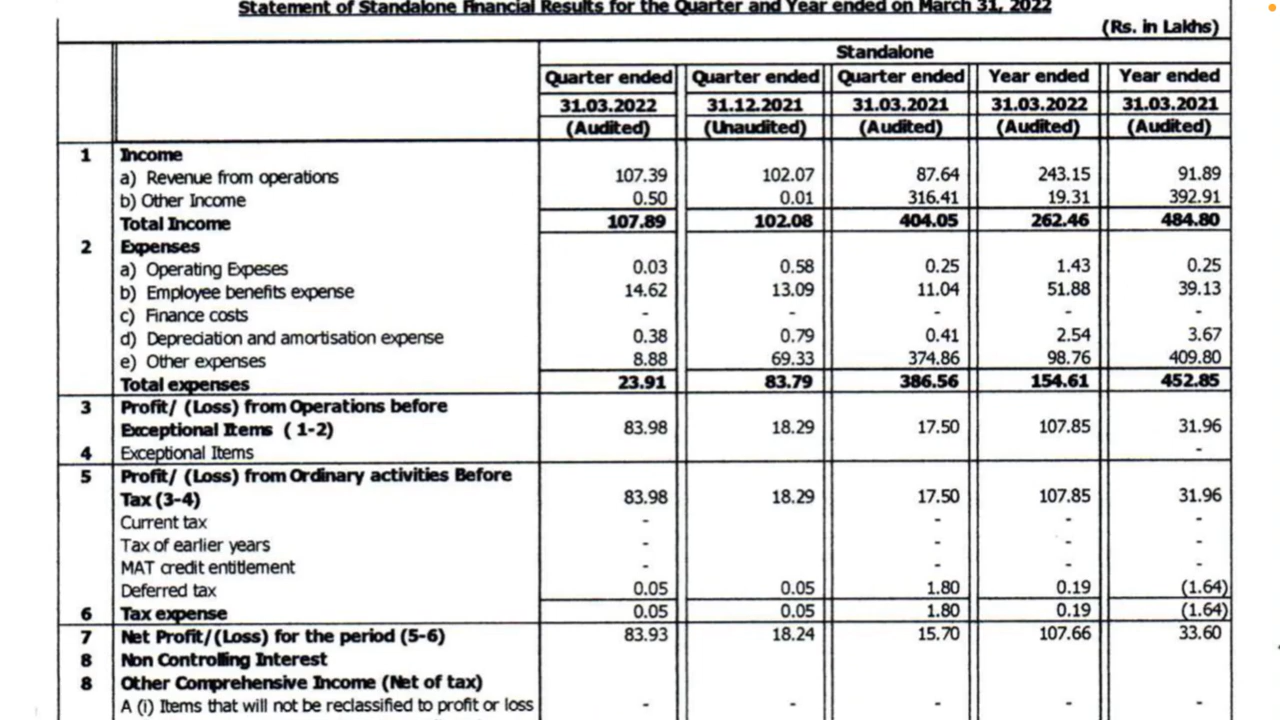 Statement of Standalone Financial Results for the Quarter and Year ended on March 31, 2022
(Rs. in Lakhs)
Standalone
Quarter ended Quarter ended Quarter ended Year ended Year ended
31.03.2022 31.12.2021 31.03.2021 31.03.2022 31.03.2021
(Audited) (Unaudited) (Audited) (Audited) (Audited)
1 Income
a) Revenue from operations 107.39 102.07 87.64 243.15 91.89
b) Other Income 0.50 0.01 316.41 19.31 392.91
Total Income 107.89 102.08 404.05 262.46 484.80
2 Expenses
a) Operating Expeses 0.03 0.58 0.25 1.43 0.25
b) Employee benefits expense 14.62 13.09 11.04 51.88 39.13
c) Finance costs - - - - -
d) Depreciation and amortisation expense 0.38 0.79 0.41 2.54 3.67
e) Other expenses 8.88 69.33 374.86 98.76 409.80
Total expenses 23.91 83.79 386.56 154.61 452.85
3 Profit/ (Loss) from Operations before
Exceptional Items ( 1-2) 83.98 18.29 17.50 107.85 31.96
4 Exceptional Items -
5 Profit/ (Loss) from Ordinary activities Before
Tax (3-4) 83.98 18.29 17.50 107.85 31.96
Current tax - - - -
Tax of earlier years - - - -
MAT credit entitlement - - - -
Deferred tax 0.05 0.05 1.80 0.19 (1.64)
6 Tax expense 0.05 0.05 1.80 0.19 (1.64)
7 Net Profit/(Loss) for the period (5-6) 83.93 18.24 15.70 107.66 33.60
8 Non Controlling Interest
8 Other Comprehensive Income (Net of tax)
A (i) Items that will not be reclassified to profit or loss - - - - -